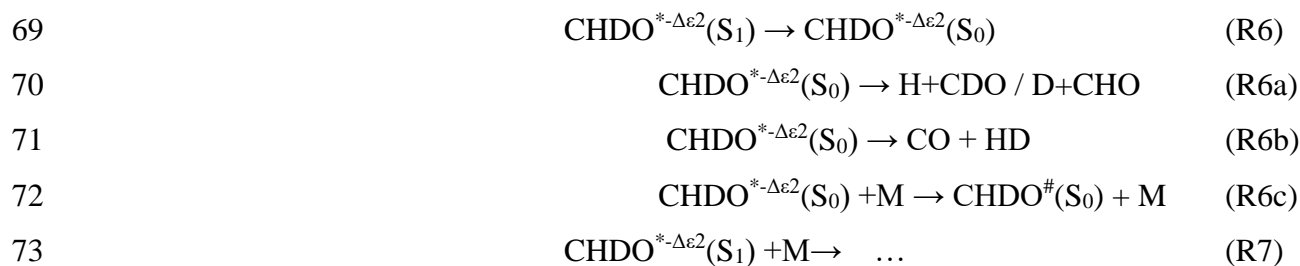 69 CHDO*-Δε2(S1) → CHDO*-Δε2(S0) (R6)
70 CHDO*-Δε2(S0) → H+CDO / D+CHO (R6a)
71 CHDO*-Δε2(S0) → CO + HD (R6b)
72 CHDO*-Δε2(S0) +M → CHDO#(S0) + M (R6c)
73 CHDO*-Δε2(S1) +M→ … (R7)